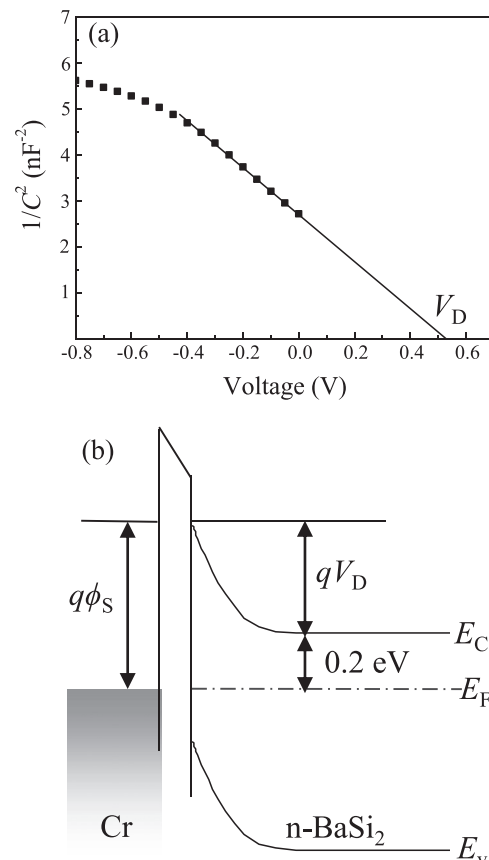 (a)
7
6
5
4
3
2
1
1/C² (nF⁻²)
V_D
-0.8 -0.6 -0.4 -0.2 0.0 0.2 0.4 0.6
Voltage (V)
(b)
qϕ_S
qV_D
E_C
0.2 eV
E_F
Cr
n-BaSi₂
E_v